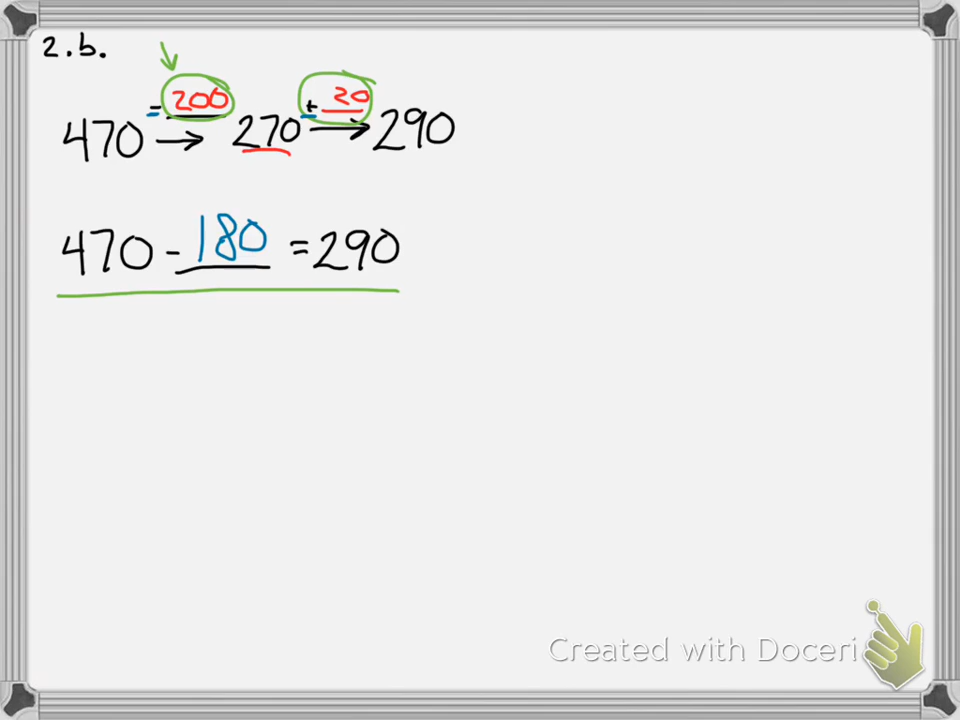 2.b.
- 200 + 20
470 → 270 → 290
470 - 180 = 290
Created with Doceri